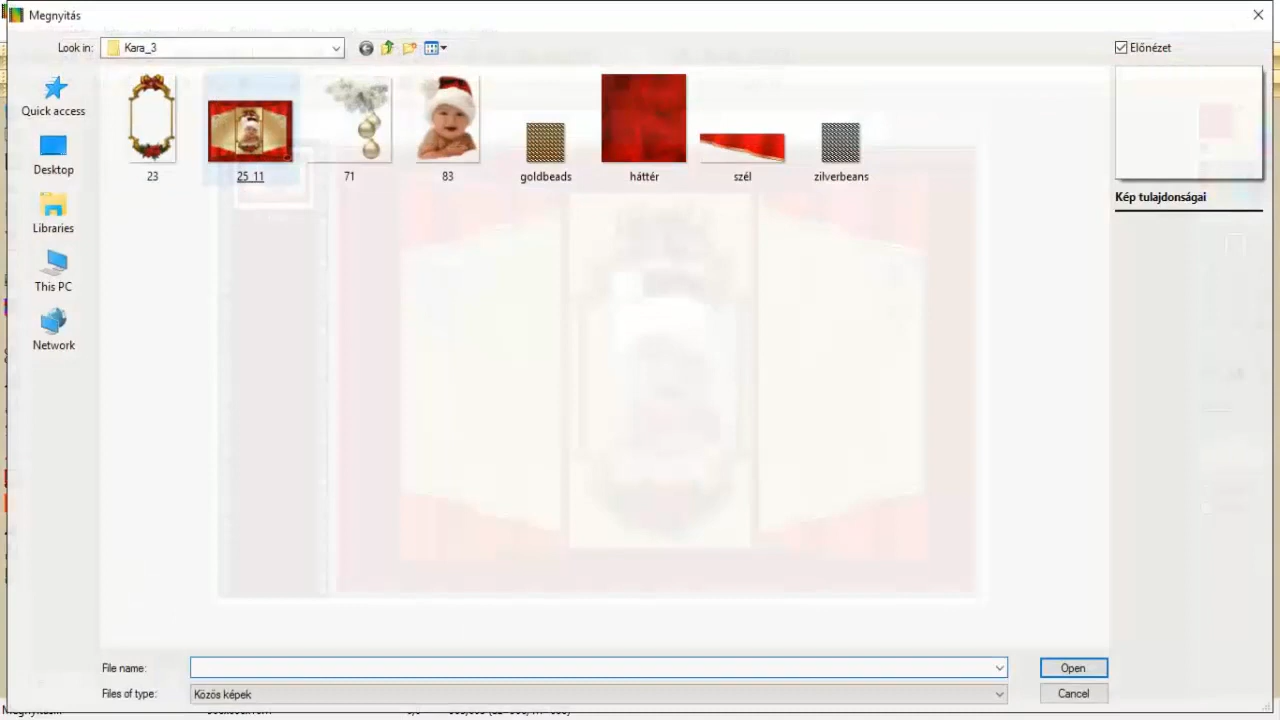 Megnyitás
Look in: Kara_3
Előnézet
Quick access
Desktop
Libraries
This PC
Network
23
25_11
71
83
goldbeads
háttér
szél
zilverbeans
Kép tulajdonságai
File name:
Open
Files of type: Közös képek
Cancel